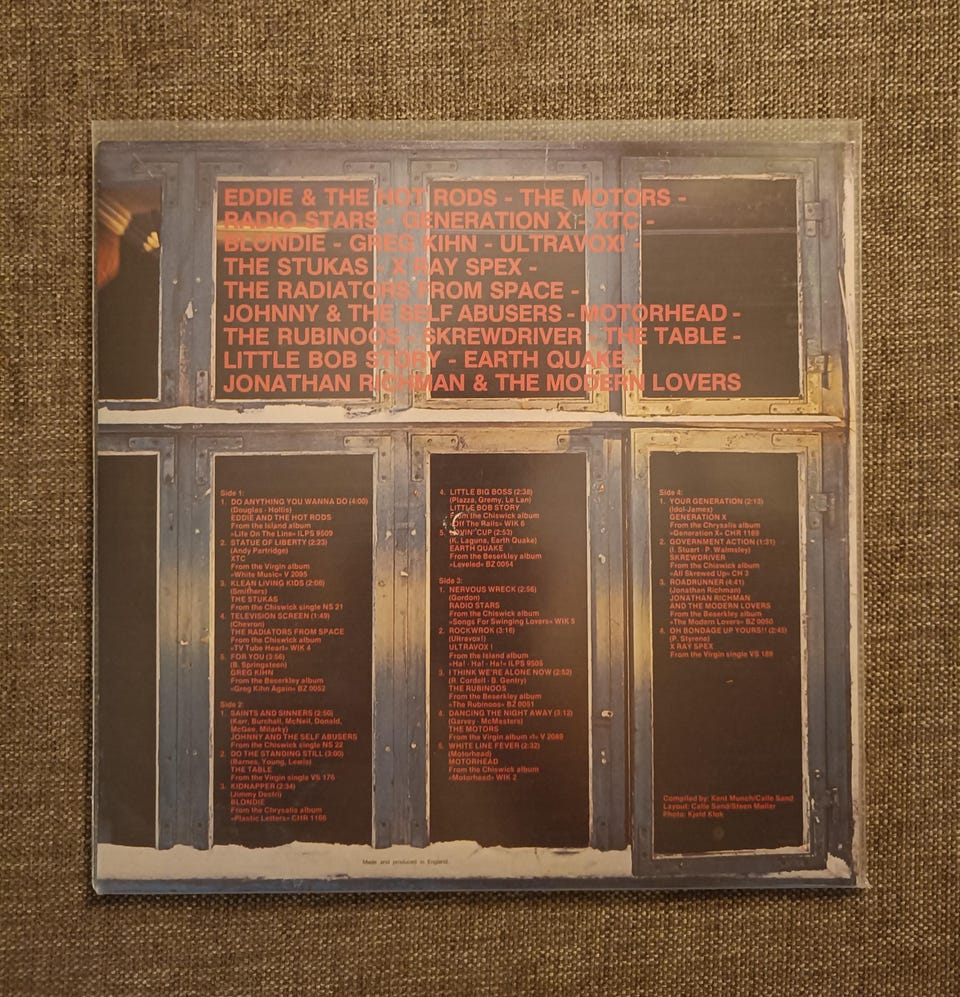 EDDIE & THE HOT RODS - THE MOTORS -
RADIO STARS - GENERATION X - XTC -
BLONDIE - GREG KIHN - ULTRAVOX! -
THE STUKAS - X RAY SPEX -
THE RADIATORS FROM SPACE -
JOHNNY & THE SELF ABUSERS - MOTORHEAD -
THE RUBINOOS - SKREWDRIVER - THE TABLE -
LITTLE BOB STORY - EARTH QUAKE -
JONATHAN RICHMAN & THE MODERN LOVERS
Side 1:
1. DO ANYTHING YOU WANNA DO (4:00)
(Douglas - Hollis)
EDDIE AND THE HOT RODS
From the Island album
»Life On The Line« ILPS 9509
2. STATUE OF LIBERTY (2:23)
(Andy Partridge)
XTC
From the Virgin album
»White Music« V 2095
3. KLEAN LIVING KIDS (2:08)
(Smithers)
THE STUKAS
From the Chiswick single NS 21
4. TELEVISION SCREEN (1:49)
(Chevron)
THE RADIATORS FROM SPACE
From the Chiswick album
»TV Tube Heart« WIK 4
5. FOR YOU (3:56)
(B. Springsteen)
GREG KIHN
From the Beserkley album
»Greg Kihn Again« BZ 0052
Side 2:
1. SAINTS AND SINNERS (2:50)
(Kerr, Burchall, McNeil, Donald,
McGee, Milarky)
JOHNNY AND THE SELF ABUSERS
From the Chiswick single NS 22
2. DO THE STANDING STILL (3:00)
(Barnes, Young, Lewis)
THE TABLE
From the Virgin single VS 176
3. KIDNAPPER (2:34)
(Jimmy Destri)
BLONDIE
From the Chrysalis album
»Plastic Letters« CHR 1166
4. LITTLE BIG BOSS (2:38)
(Piazza, Gremy, Le Lan)
LITTLE BOB STORY
From the Chiswick album
»Off The Rails« WIK 6
5. LOVIN' CUP (2:53)
(K. Laguna, Earth Quake)
EARTH QUAKE
From the Beserkley album
»Leveled« BZ 0054
Side 3:
1. NERVOUS WRECK (2:56)
(Gordon)
RADIO STARS
From the Chiswick album
»Songs For Swinging Lovers« WIK 5
2. ROCKWROK (3:16)
(Ultravox!)
ULTRAVOX !
From the Island album
»Ha! - Ha! - Ha!« ILPS 9505
3. I THINK WE'RE ALONE NOW (2:52)
(R. Cordell - B. Gentry)
THE RUBINOOS
From the Beserkley album
»The Rubinoos« BZ 0051
4. DANCING THE NIGHT AWAY (3:12)
(Garvey - McMasters)
THE MOTORS
From the Virgin album »1« V 2089
5. WHITE LINE FEVER (2:32)
(Motorhead)
MOTORHEAD
From the Chiswick album
»Motorhead« WIK 2
Side 4:
1. YOUR GENERATION (2:13)
(Idol-James)
GENERATION X
From the Chrysalis album
»Generation X« CHR 1169
2. GOVERNMENT ACTION (1:31)
(I. Stuart - P. Walmsley)
SKREWDRIVER
From the Chiswick album
»All Skrewed Up« CH 3
3. ROADRUNNER (4:41)
(Jonathan Richman)
JONATHAN RICHMAN
AND THE MODERN LOVERS
From the Beserkley album
»The Modern Lovers« BZ 0050
4. OH BONDAGE UP YOURS!! (2:45)
(P. Styrene)
X RAY SPEX
From the Virgin single VS 189
Compiled by: Kent Munch/Calle Sand
Layout: Calle Sand/Steen Møller
Photo: Kjeld Klok
Made and produced in England.